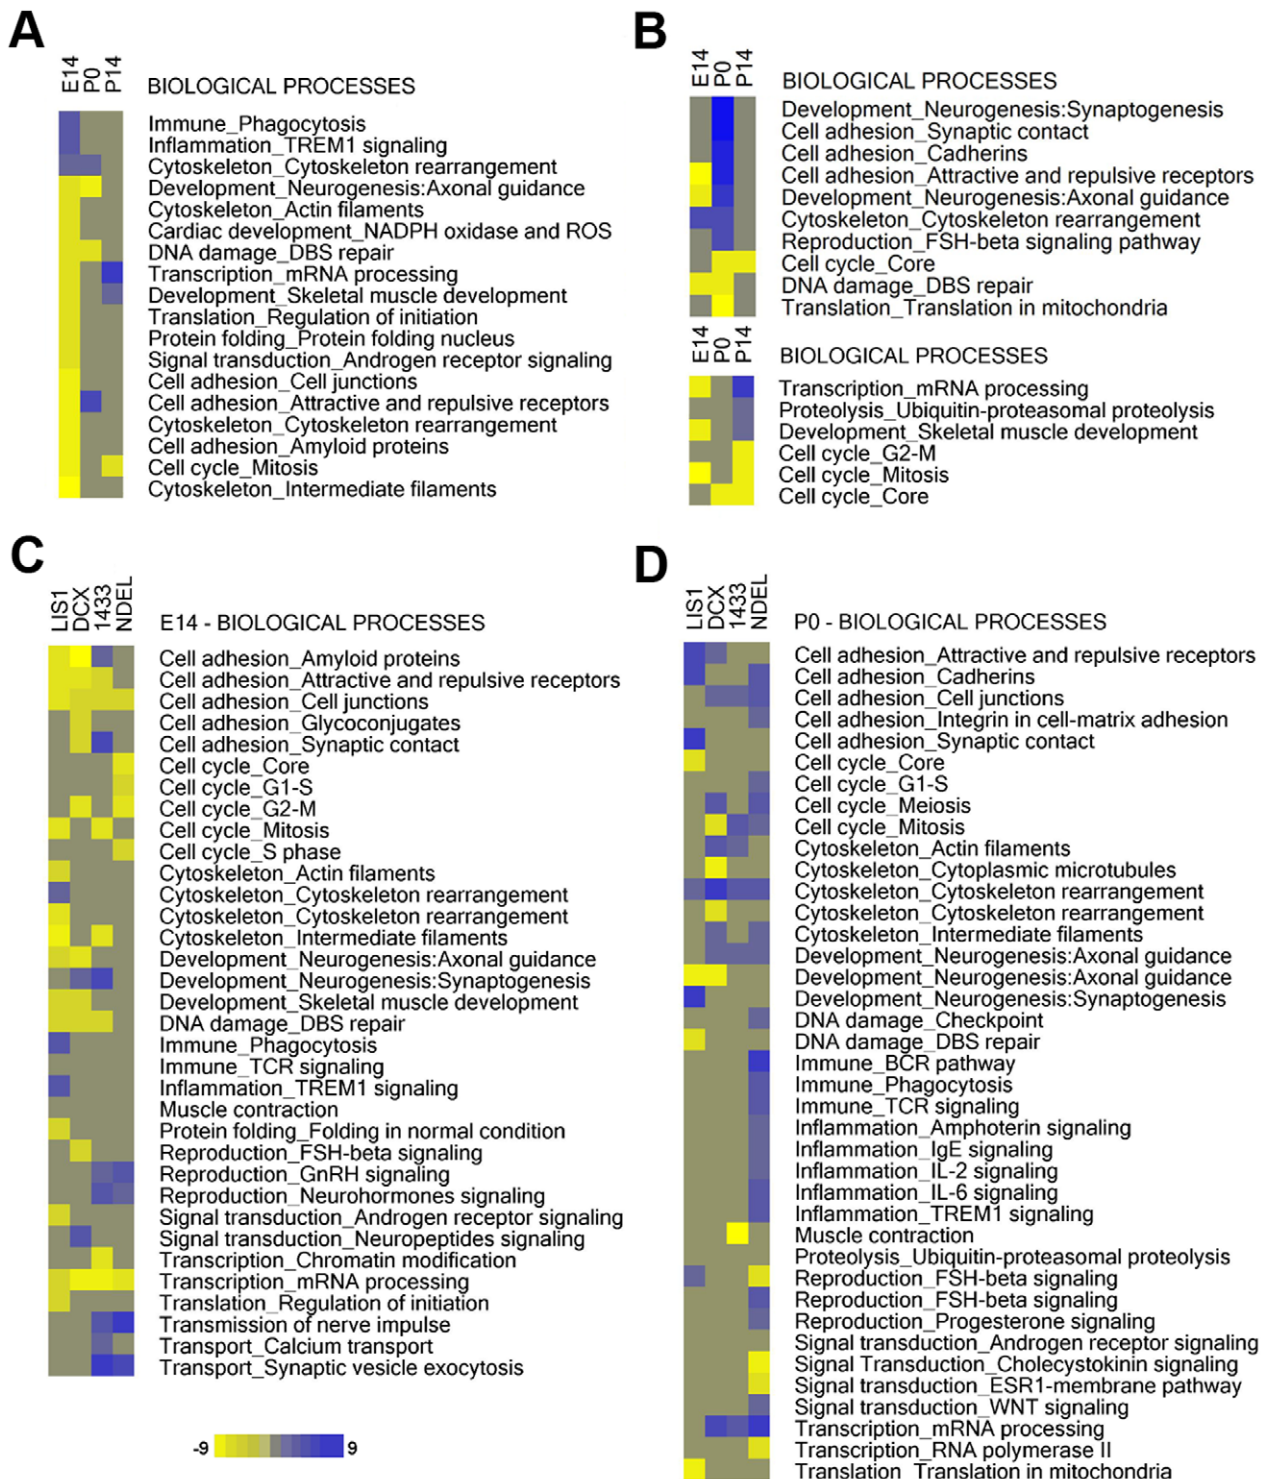 A
E14 P0 P14
BIOLOGICAL PROCESSES
Immune_Phagocytosis
Inflammation_TREM1 signaling
Cytoskeleton_Cytoskeleton rearrangement
Development_Neurogenesis:Axonal guidance
Cytoskeleton_Actin filaments
Cardiac development_NADPH oxidase and ROS
DNA damage_DBS repair
Transcription_mRNA processing
Development_Skeletal muscle development
Translation_Regulation of initiation
Protein folding_Protein folding nucleus
Signal transduction_Androgen receptor signaling
Cell adhesion_Cell junctions
Cell adhesion_Attractive and repulsive receptors
Cytoskeleton_Cytoskeleton rearrangement
Cell adhesion_Amyloid proteins
Cell cycle_Mitosis
Cytoskeleton_Intermediate filaments
B
E14 P0 P14
BIOLOGICAL PROCESSES
Development_Neurogenesis:Synaptogenesis
Cell adhesion_Synaptic contact
Cell adhesion_Cadherins
Cell adhesion_Attractive and repulsive receptors
Development_Neurogenesis:Axonal guidance
Cytoskeleton_Cytoskeleton rearrangement
Reproduction_FSH-beta signaling pathway
Cell cycle_Core
DNA damage_DBS repair
Translation_Translation in mitochondria
E14 P0 P14
BIOLOGICAL PROCESSES
Transcription_mRNA processing
Proteolysis_Ubiquitin-proteasomal proteolysis
Development_Skeletal muscle development
Cell cycle_G2-M
Cell cycle_Mitosis
Cell cycle_Core
C
LIS1 DCX 1433 NDEL
E14 - BIOLOGICAL PROCESSES
Cell adhesion_Amyloid proteins
Cell adhesion_Attractive and repulsive receptors
Cell adhesion_Cell junctions
Cell adhesion_Glycoconjugates
Cell adhesion_Synaptic contact
Cell cycle_Core
Cell cycle_G1-S
Cell cycle_G2-M
Cell cycle_Mitosis
Cell cycle_S phase
Cytoskeleton_Actin filaments
Cytoskeleton_Cytoskeleton rearrangement
Cytoskeleton_Cytoskeleton rearrangement
Cytoskeleton_Intermediate filaments
Development_Neurogenesis:Axonal guidance
Development_Neurogenesis:Synaptogenesis
Development_Skeletal muscle development
DNA damage_DBS repair
Immune_Phagocytosis
Immune_TCR signaling
Inflammation_TREM1 signaling
Muscle contraction
Protein folding_Folding in normal condition
Reproduction_FSH-beta signaling
Reproduction_GnRH signaling
Reproduction_Neurohormones signaling
Signal transduction_Androgen receptor signaling
Signal transduction_Neuropeptides signaling
Transcription_Chromatin modification
Transcription_mRNA processing
Translation_Regulation of initiation
Transmission of nerve impulse
Transport_Calcium transport
Transport_Synaptic vesicle exocytosis
-9 9
D
LIS1 DCX 1433 NDEL
P0 - BIOLOGICAL PROCESSES
Cell adhesion_Attractive and repulsive receptors
Cell adhesion_Cadherins
Cell adhesion_Cell junctions
Cell adhesion_Integrin in cell-matrix adhesion
Cell adhesion_Synaptic contact
Cell cycle_Core
Cell cycle_G1-S
Cell cycle_Meiosis
Cell cycle_Mitosis
Cytoskeleton_Actin filaments
Cytoskeleton_Cytoplasmic microtubules
Cytoskeleton_Cytoskeleton rearrangement
Cytoskeleton_Cytoskeleton rearrangement
Cytoskeleton_Intermediate filaments
Development_Neurogenesis:Axonal guidance
Development_Neurogenesis:Axonal guidance
Development_Neurogenesis:Synaptogenesis
DNA damage_Checkpoint
DNA damage_DBS repair
Immune_BCR pathway
Immune_Phagocytosis
Immune_TCR signaling
Inflammation_Amphoterin signaling
Inflammation_IgE signaling
Inflammation_IL-2 signaling
Inflammation_IL-6 signaling
Inflammation_TREM1 signaling
Muscle contraction
Proteolysis_Ubiquitin-proteasomal proteolysis
Reproduction_FSH-beta signaling
Reproduction_FSH-beta signaling
Reproduction_Progesterone signaling
Signal transduction_Androgen receptor signaling
Signal Transduction_Cholecystokinin signaling
Signal transduction_ESR1-membrane pathway
Signal transduction_WNT signaling
Transcription_mRNA processing
Transcription_RNA polymerase II
Translation_Translation in mitochondria